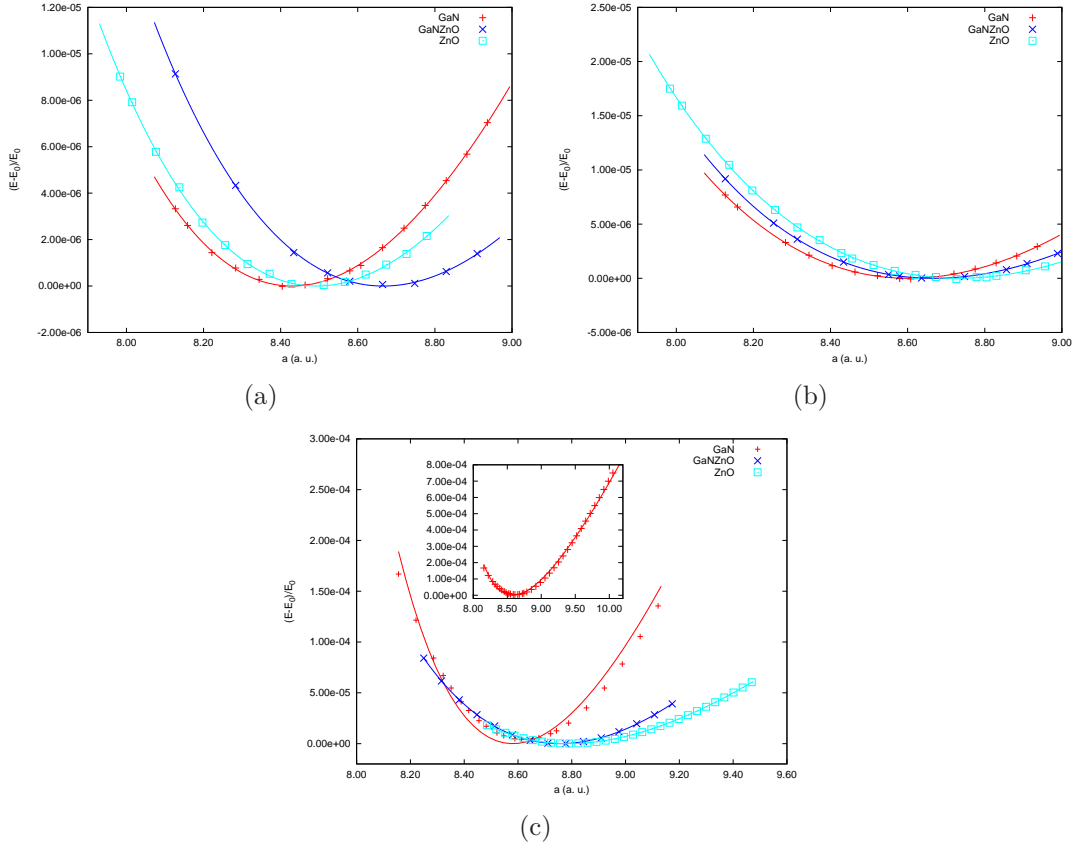 1.20e-05
1.00e-05
8.00e-06
6.00e-06
4.00e-06
2.00e-06
0.00e+00
-2.00e-06
(E-E0)/E0
8.00
8.20
8.40
8.60
8.80
9.00
a (a. u.)
GaN
GaNZnO
ZnO
(a)
2.50e-05
2.00e-05
1.50e-05
1.00e-05
5.00e-06
0.00e+00
-5.00e-06
(E-E0)/E0
8.00
8.20
8.40
8.60
8.80
9.00
a (a. u.)
GaN
GaNZnO
ZnO
(b)
3.00e-04
2.50e-04
2.00e-04
1.50e-04
1.00e-04
5.00e-05
0.00e+00
(E-E0)/E0
8.00
8.20
8.40
8.60
8.80
9.00
9.20
9.40
9.60
a (a. u.)
GaN
GaNZnO
ZnO
8.00e-04
7.00e-04
6.00e-04
5.00e-04
4.00e-04
3.00e-04
2.00e-04
1.00e-04
0.00e+00
8.00
8.50
9.00
9.50
10.00
(c)